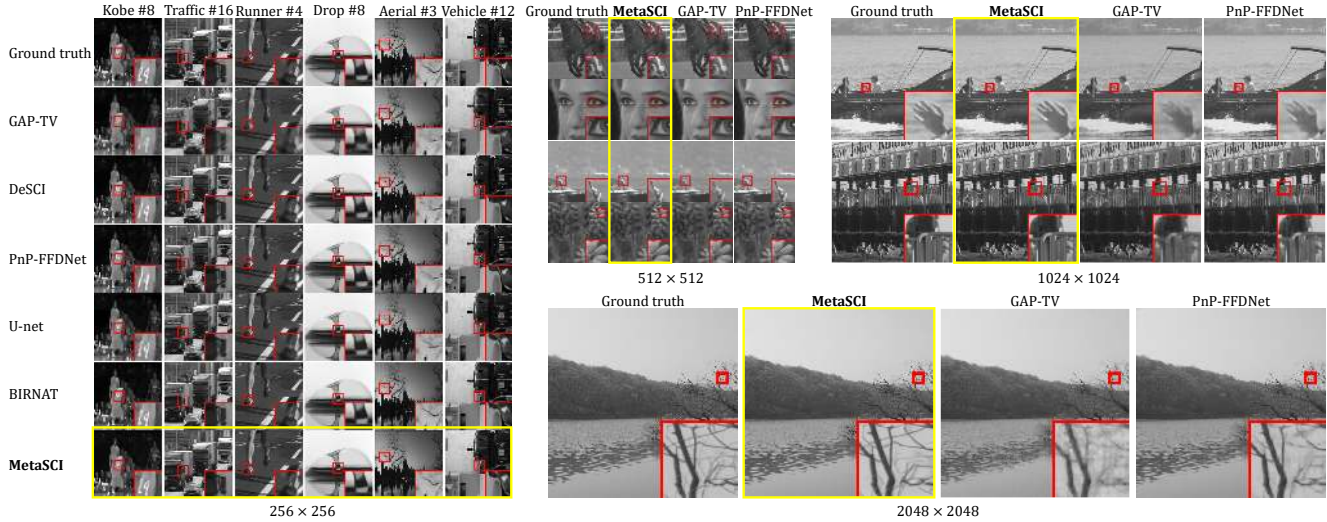 Kobe #8 Traffic #16 Runner #4 Drop #8 Aerial #3 Vehicle #12
Ground truth
GAP-TV
DeSCI
PnP-FFDNet
U-net
BIRNAT
MetaSCI
256 × 256
Ground truth MetaSCI GAP-TV PnP-FFDNet
512 × 512
Ground truth MetaSCI GAP-TV PnP-FFDNet
1024 × 1024
Ground truth MetaSCI GAP-TV PnP-FFDNet
2048 × 2048